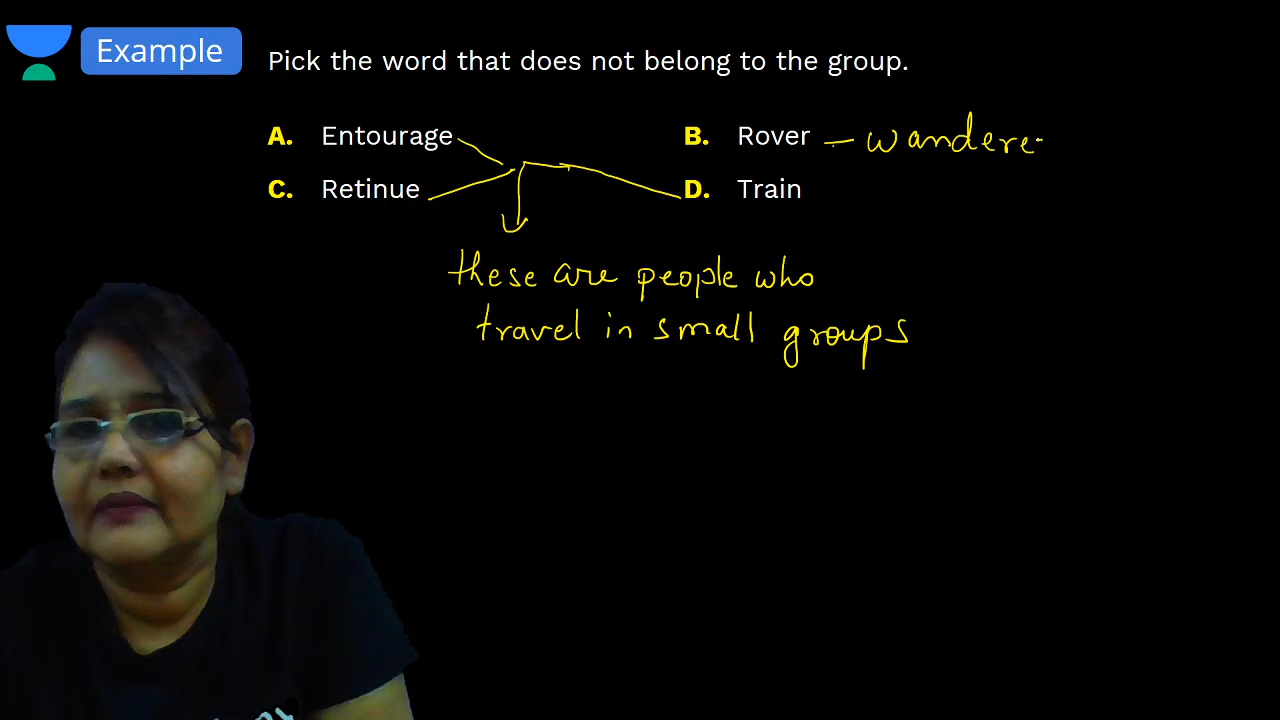 Example
Pick the word that does not belong to the group.
A. Entourage
B. Rover – wandere
C. Retinue
D. Train
these are people who
travel in small groups